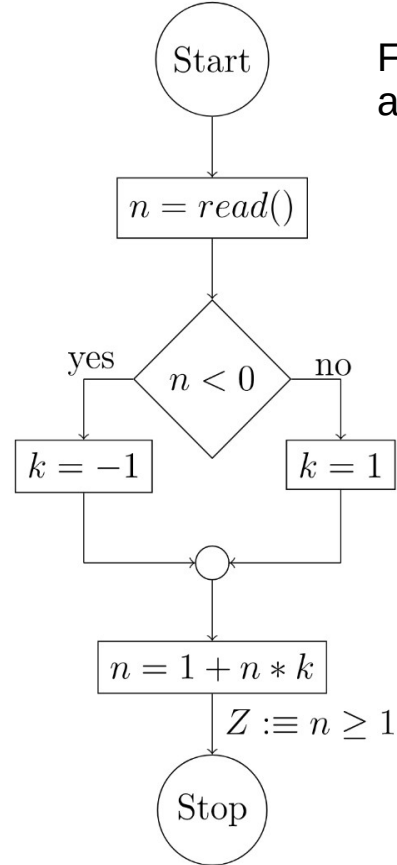 Start
F
a
n = read()
yes
n < 0
no
k = −1
k = 1
n = 1 + n ∗ k
Z :≡ n ≥ 1
Stop